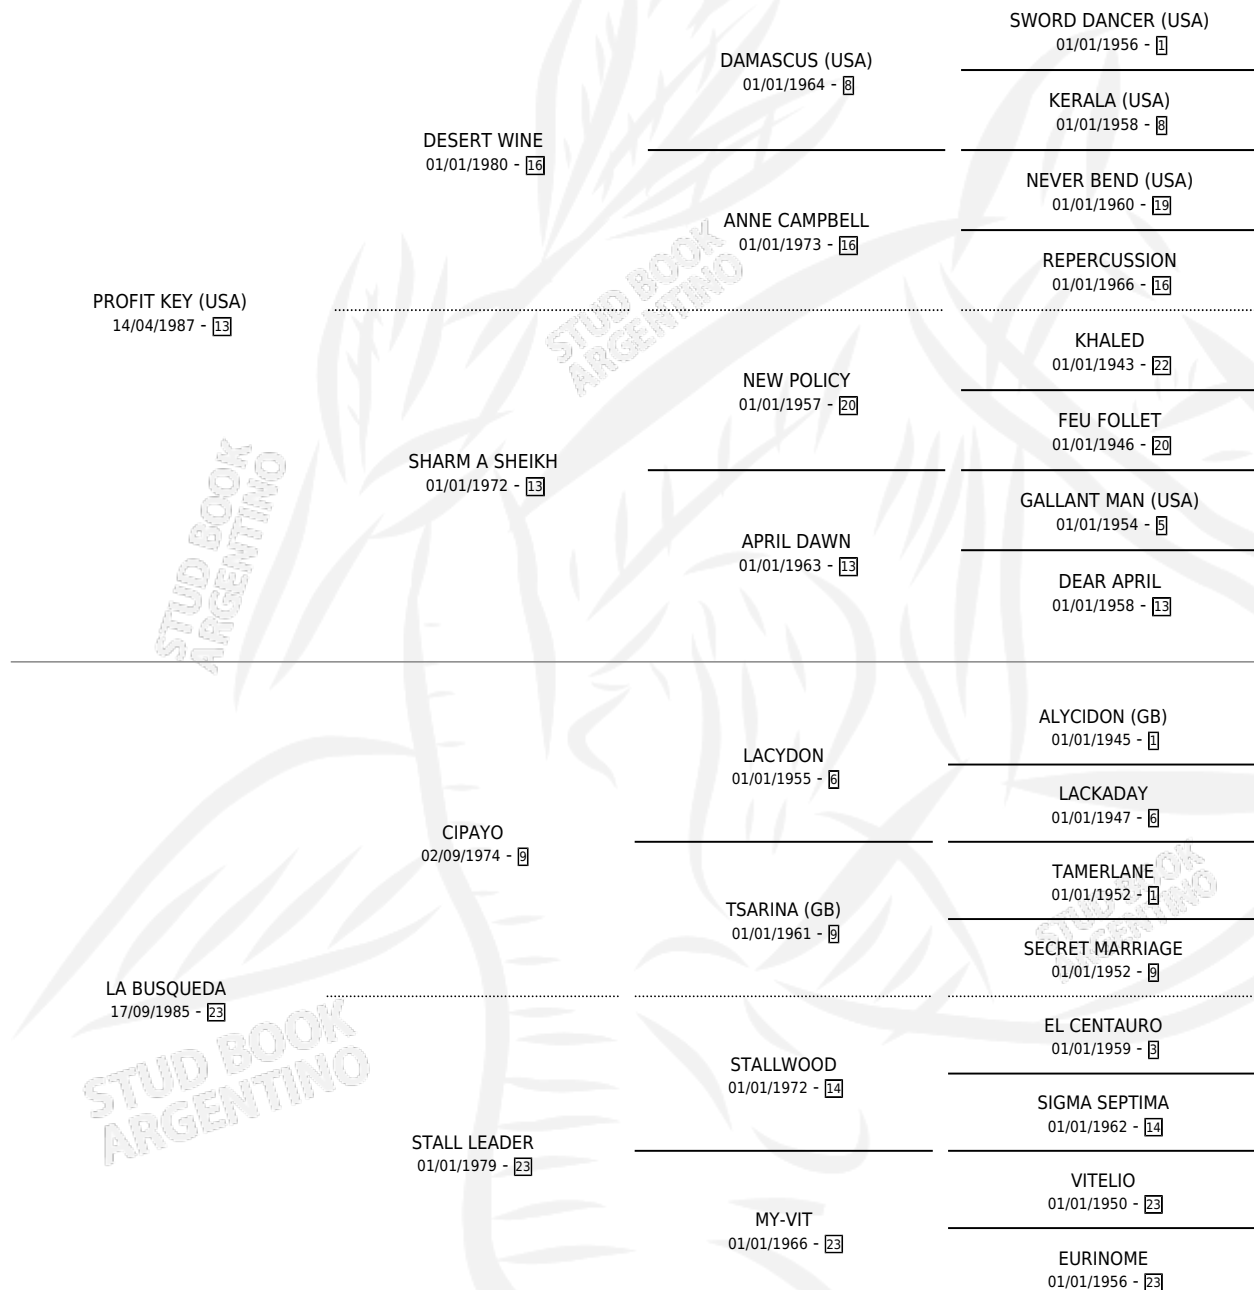 SWORD DANCER (USA)
01/01/1956 - 1
DAMASCUS (USA)
01/01/1964 - 8
KERALA (USA)
01/01/1958 - 8
DESERT WINE
01/01/1980 - 16
NEVER BEND (USA)
01/01/1960 - 19
ANNE CAMPBELL
01/01/1973 - 16
REPERCUSSION
01/01/1966 - 16
PROFIT KEY (USA)
14/04/1987 - 13
KHALED
01/01/1943 - 22
NEW POLICY
01/01/1957 - 20
FEU FOLLET
01/01/1946 - 20
SHARM A SHEIKH
01/01/1972 - 13
GALLANT MAN (USA)
01/01/1954 - 5
APRIL DAWN
01/01/1963 - 13
DEAR APRIL
01/01/1958 - 13
ALYCIDON (GB)
01/01/1945 - 1
LACYDON
01/01/1955 - 6
LACKADAY
01/01/1947 - 6
CIPAYO
02/09/1974 - 9
TAMERLANE
01/01/1952 - 1
TSARINA (GB)
01/01/1961 - 9
SECRET MARRIAGE
01/01/1952 - 9
LA BUSQUEDA
17/09/1985 - 23
EL CENTAURO
01/01/1959 - 3
STALLWOOD
01/01/1972 - 14
SIGMA SEPTIMA
01/01/1962 - 14
STALL LEADER
01/01/1979 - 23
VITELIO
01/01/1950 - 23
MY-VIT
01/01/1966 - 23
EURINOME
01/01/1956 - 23
STUD BOOK
ARGENTINO
STUD BOOK
ARGENTINO
STUD BOOK
ARGENTINO
STUD BOOK
ARGENTINO